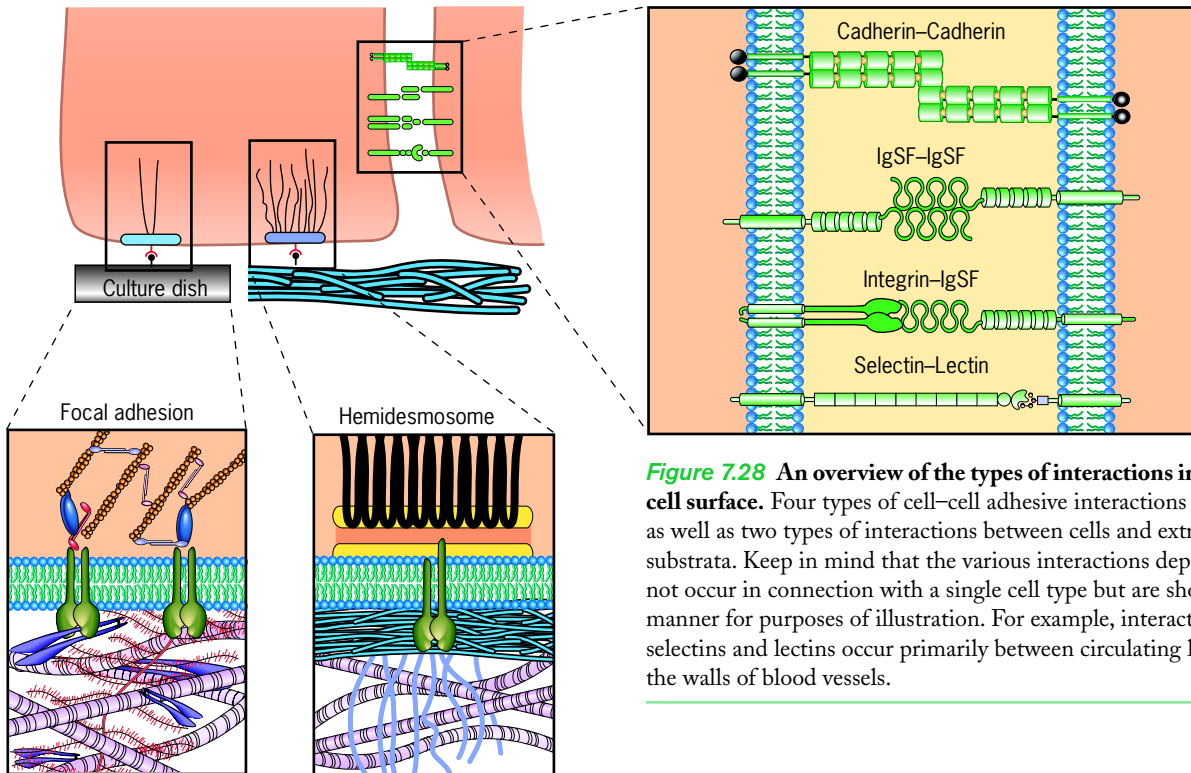 Cadherin–Cadherin
IgSF–IgSF
Integrin–IgSF
Selectin–Lectin
Culture dish
Focal adhesion
Hemidesmosome
Figure 7.28 An overview of the types of interactions in
cell surface. Four types of cell–cell adhesive interactions
as well as two types of interactions between cells and extr
substrata. Keep in mind that the various interactions dep
not occur in connection with a single cell type but are sho
manner for purposes of illustration. For example, interact
selectins and lectins occur primarily between circulating
the walls of blood vessels.